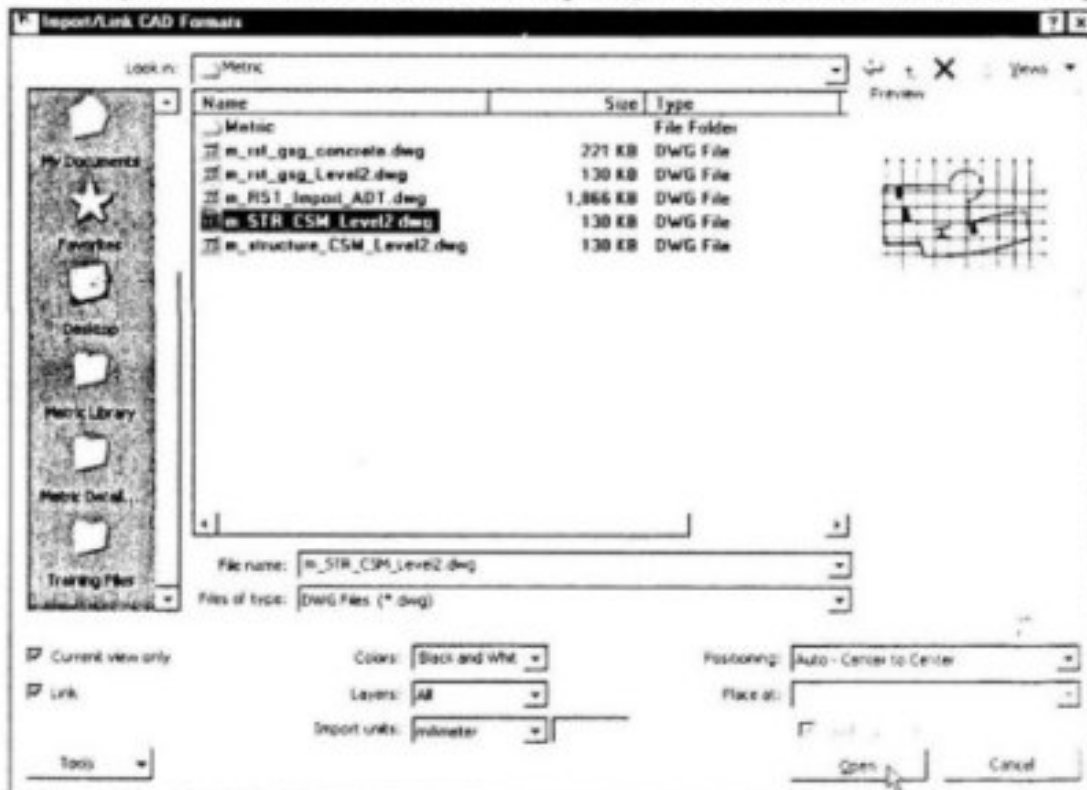 Import/Link CAD Formats
Look in: Metric
Views
Preview
Name Size Type
Metric File Folder
m_rst_gsg_concrete.dwg 221 KB DWG File
m_rst_gsg_Level2.dwg 130 KB DWG File
m_RST_Import_ADT.dwg 1,866 KB DWG File
m_STR_CSM_Level2.dwg 130 KB DWG File
m_structure_CSM_Level2.dwg 130 KB DWG File
My Documents
Favorites
Desktop
Metric Library
Metric Detail...
Training Files
File name: m_STR_CSM_Level2.dwg
Files of type: DWG Files (*.dwg)
Current view only
Colors: Black and Whit
Positioning: Auto - Center to Center
Link
Layers: All
Place at:
Import units: millimeter
Tools
Open
Cancel